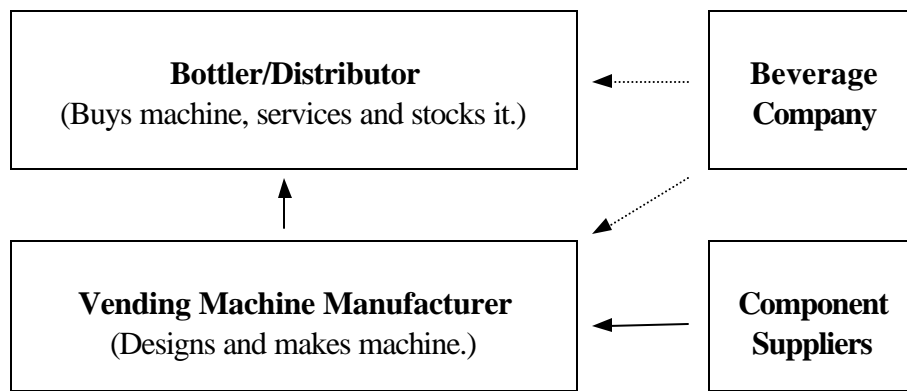 Bottler/Distributor
(Buys machine, services and stocks it.)
Beverage
Company
Vending Machine Manufacturer
(Designs and makes machine.)
Component
Suppliers